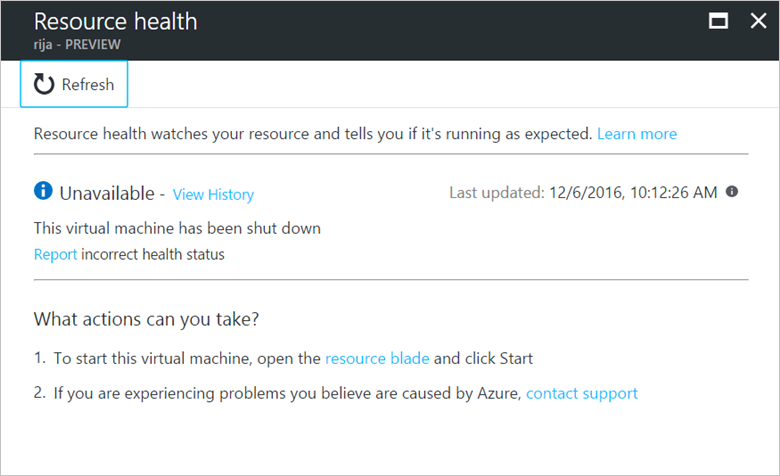 Resource health
rija - PREVIEW
Refresh
Resource health watches your resource and tells you if it's running as expected. Learn more
Unavailable - View History
Last updated: 12/6/2016, 10:12:26 AM
This virtual machine has been shut down
Report incorrect health status
What actions can you take?
1. To start this virtual machine, open the resource blade and click Start
2. If you are experiencing problems you believe are caused by Azure, contact support